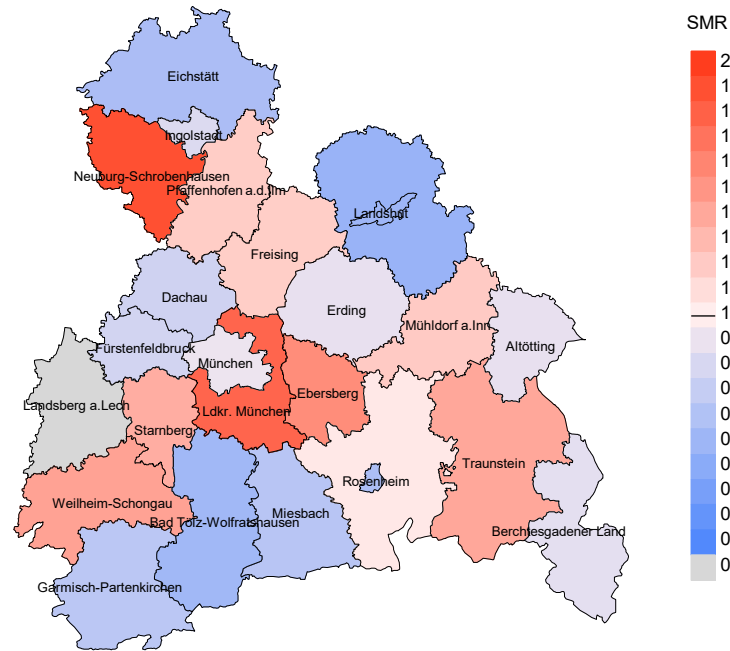 SMR
2
1
1
1
1
1
1
1
1
1
1
0
0
0
0
0
0
0
0
0
0
Eichstätt
Ingolstadt
Neuburg-Schrobenhausen
Pfaffenhofen a.d.Ilm
Landshut
Freising
Dachau
Erding
Mühldorf a.Inn
Altötting
Fürstenfeldbruck
München
Ebersberg
Landsberg a.Lech
Ldkr. München
Starnberg
Traunstein
Rosenheim
Weilheim-Schongau
Miesbach
Bad Tölz-Wolfratshausen
Berchtesgadener Land
Garmisch-Partenkirchen